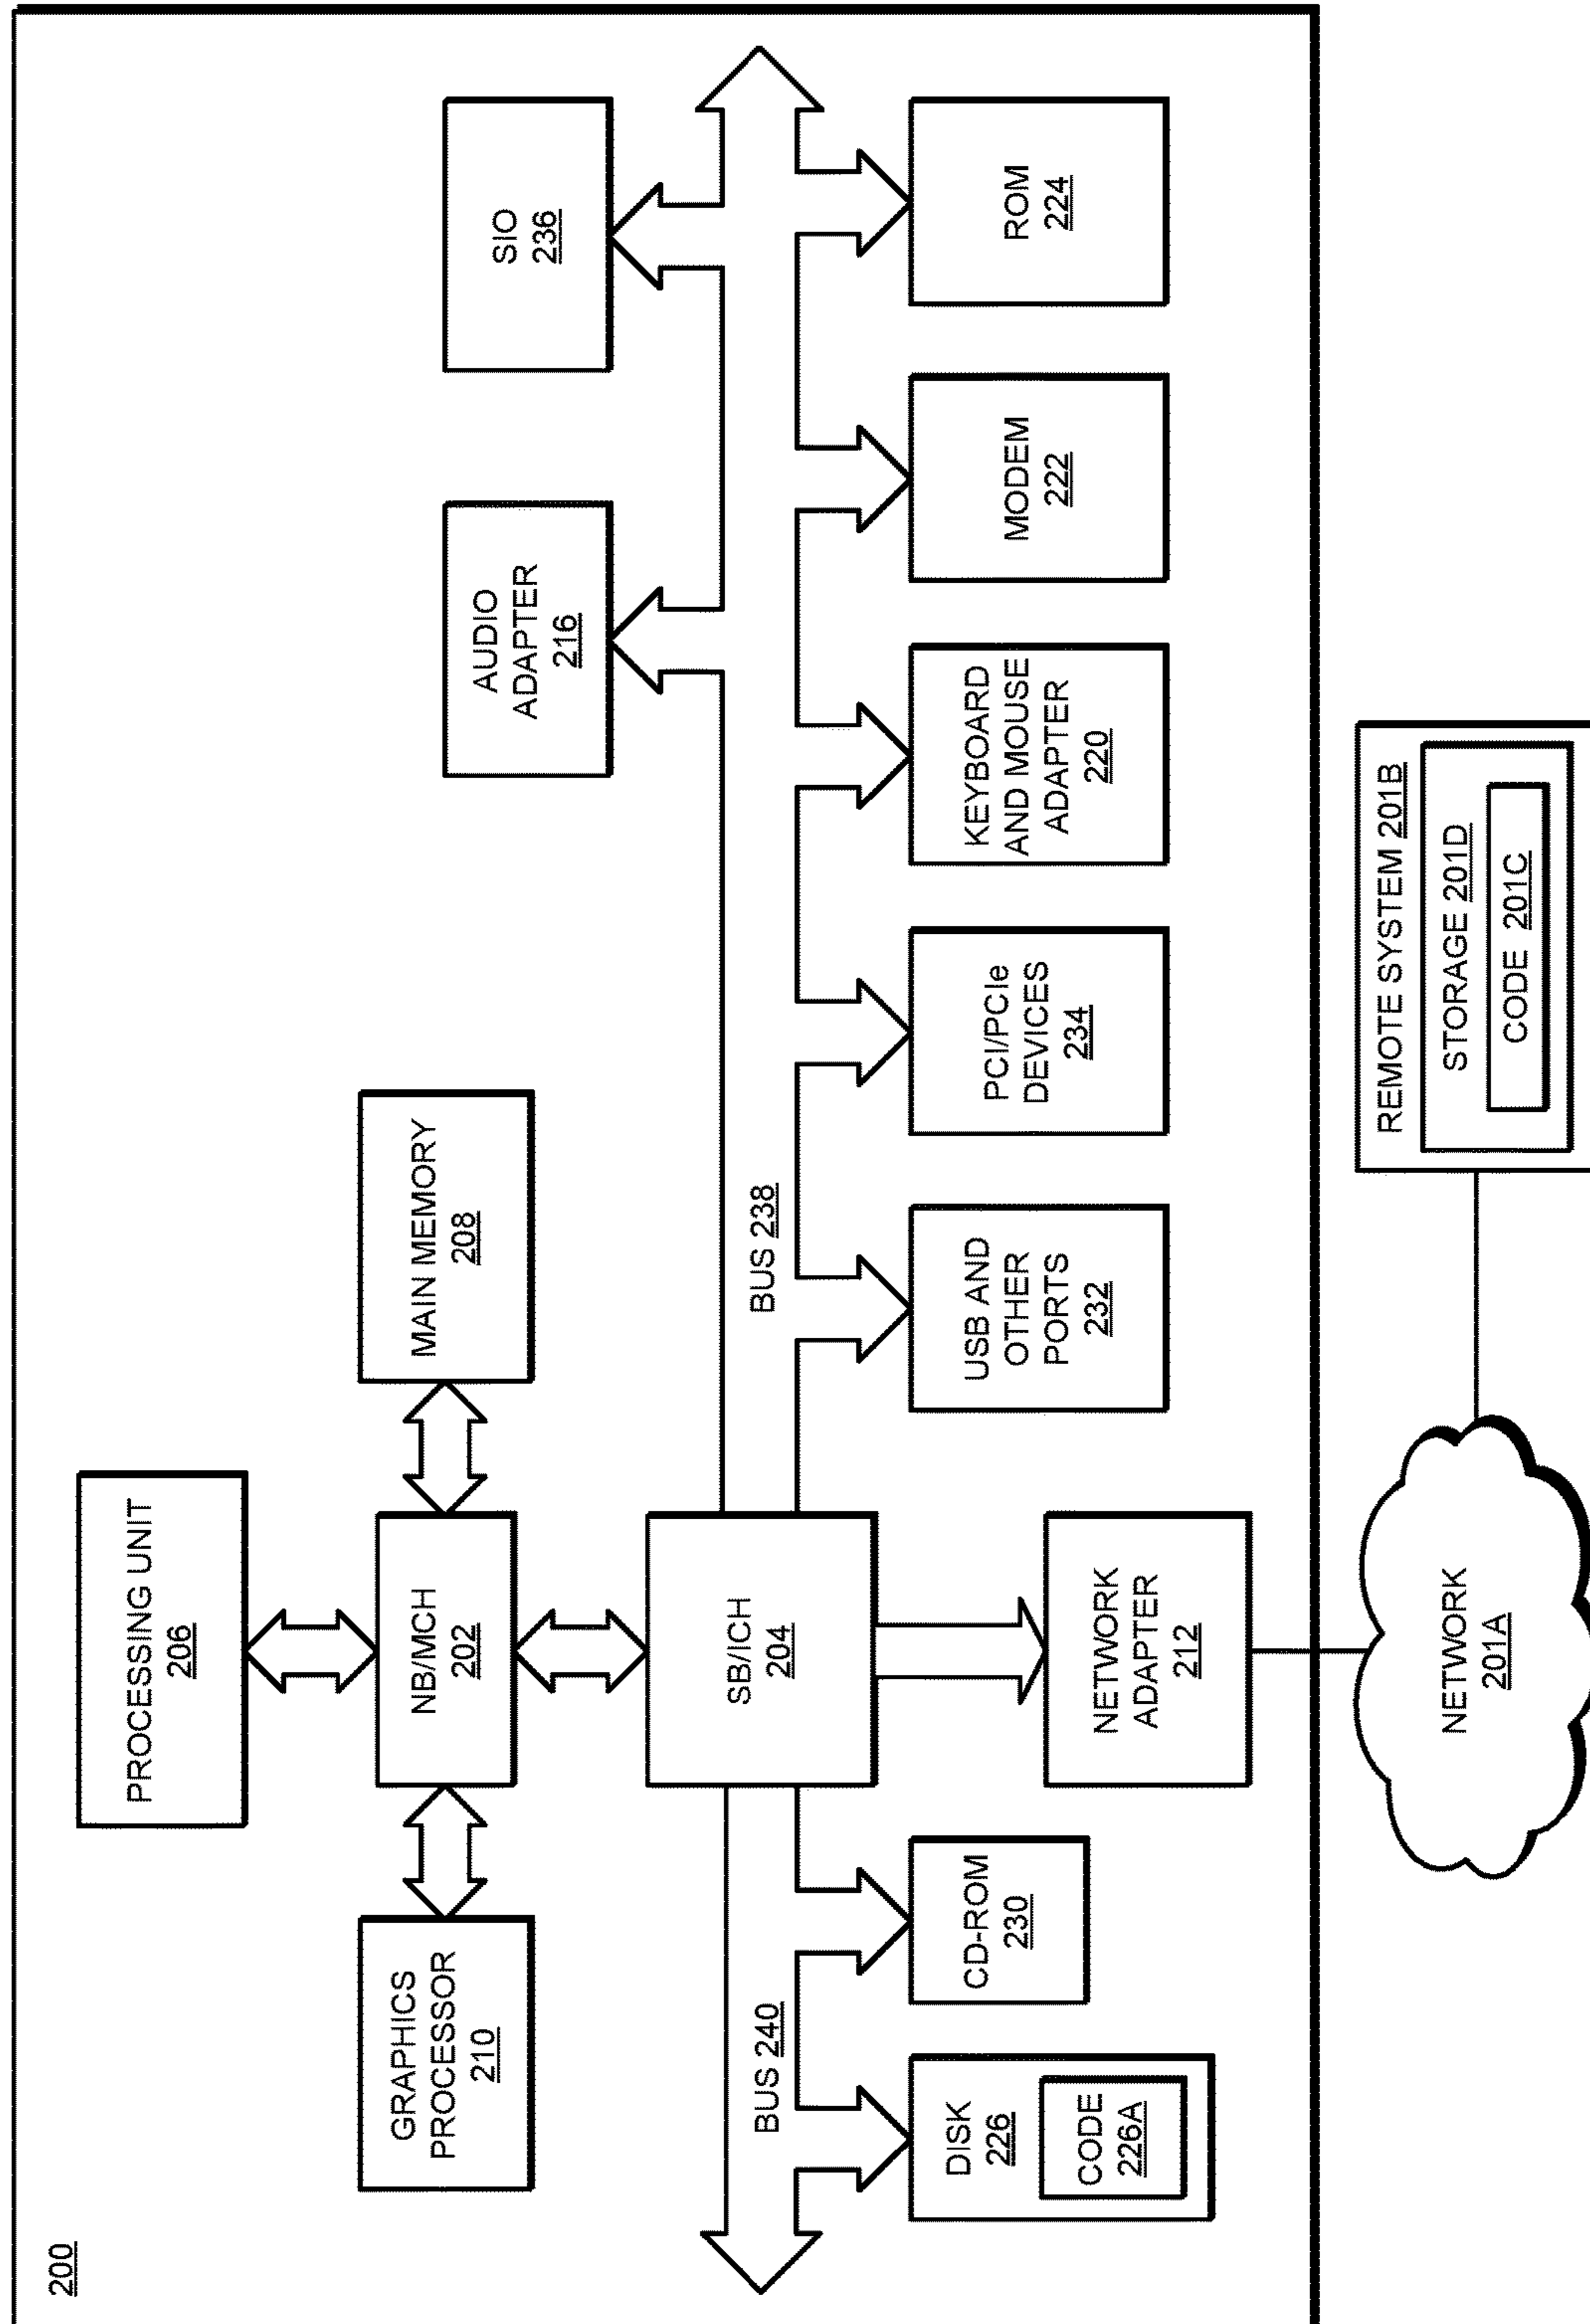 200
PROCESSING UNIT
206
GRAPHICS
PROCESSOR
210
NB/MCH
202
MAIN MEMORY
208
AUDIO
ADAPTER
216
SIO
236
SB/ICH
204
BUS 240
BUS 238
DISK
226
CODE
226A
CD-ROM
230
NETWORK
ADAPTER
212
USB AND
OTHER
PORTS
232
PCI/PCIe
DEVICES
234
KEYBOARD
AND MOUSE
ADAPTER
220
MODEM
222
ROM
224
NETWORK
201A
REMOTE SYSTEM 201B
STORAGE 201D
CODE 201C